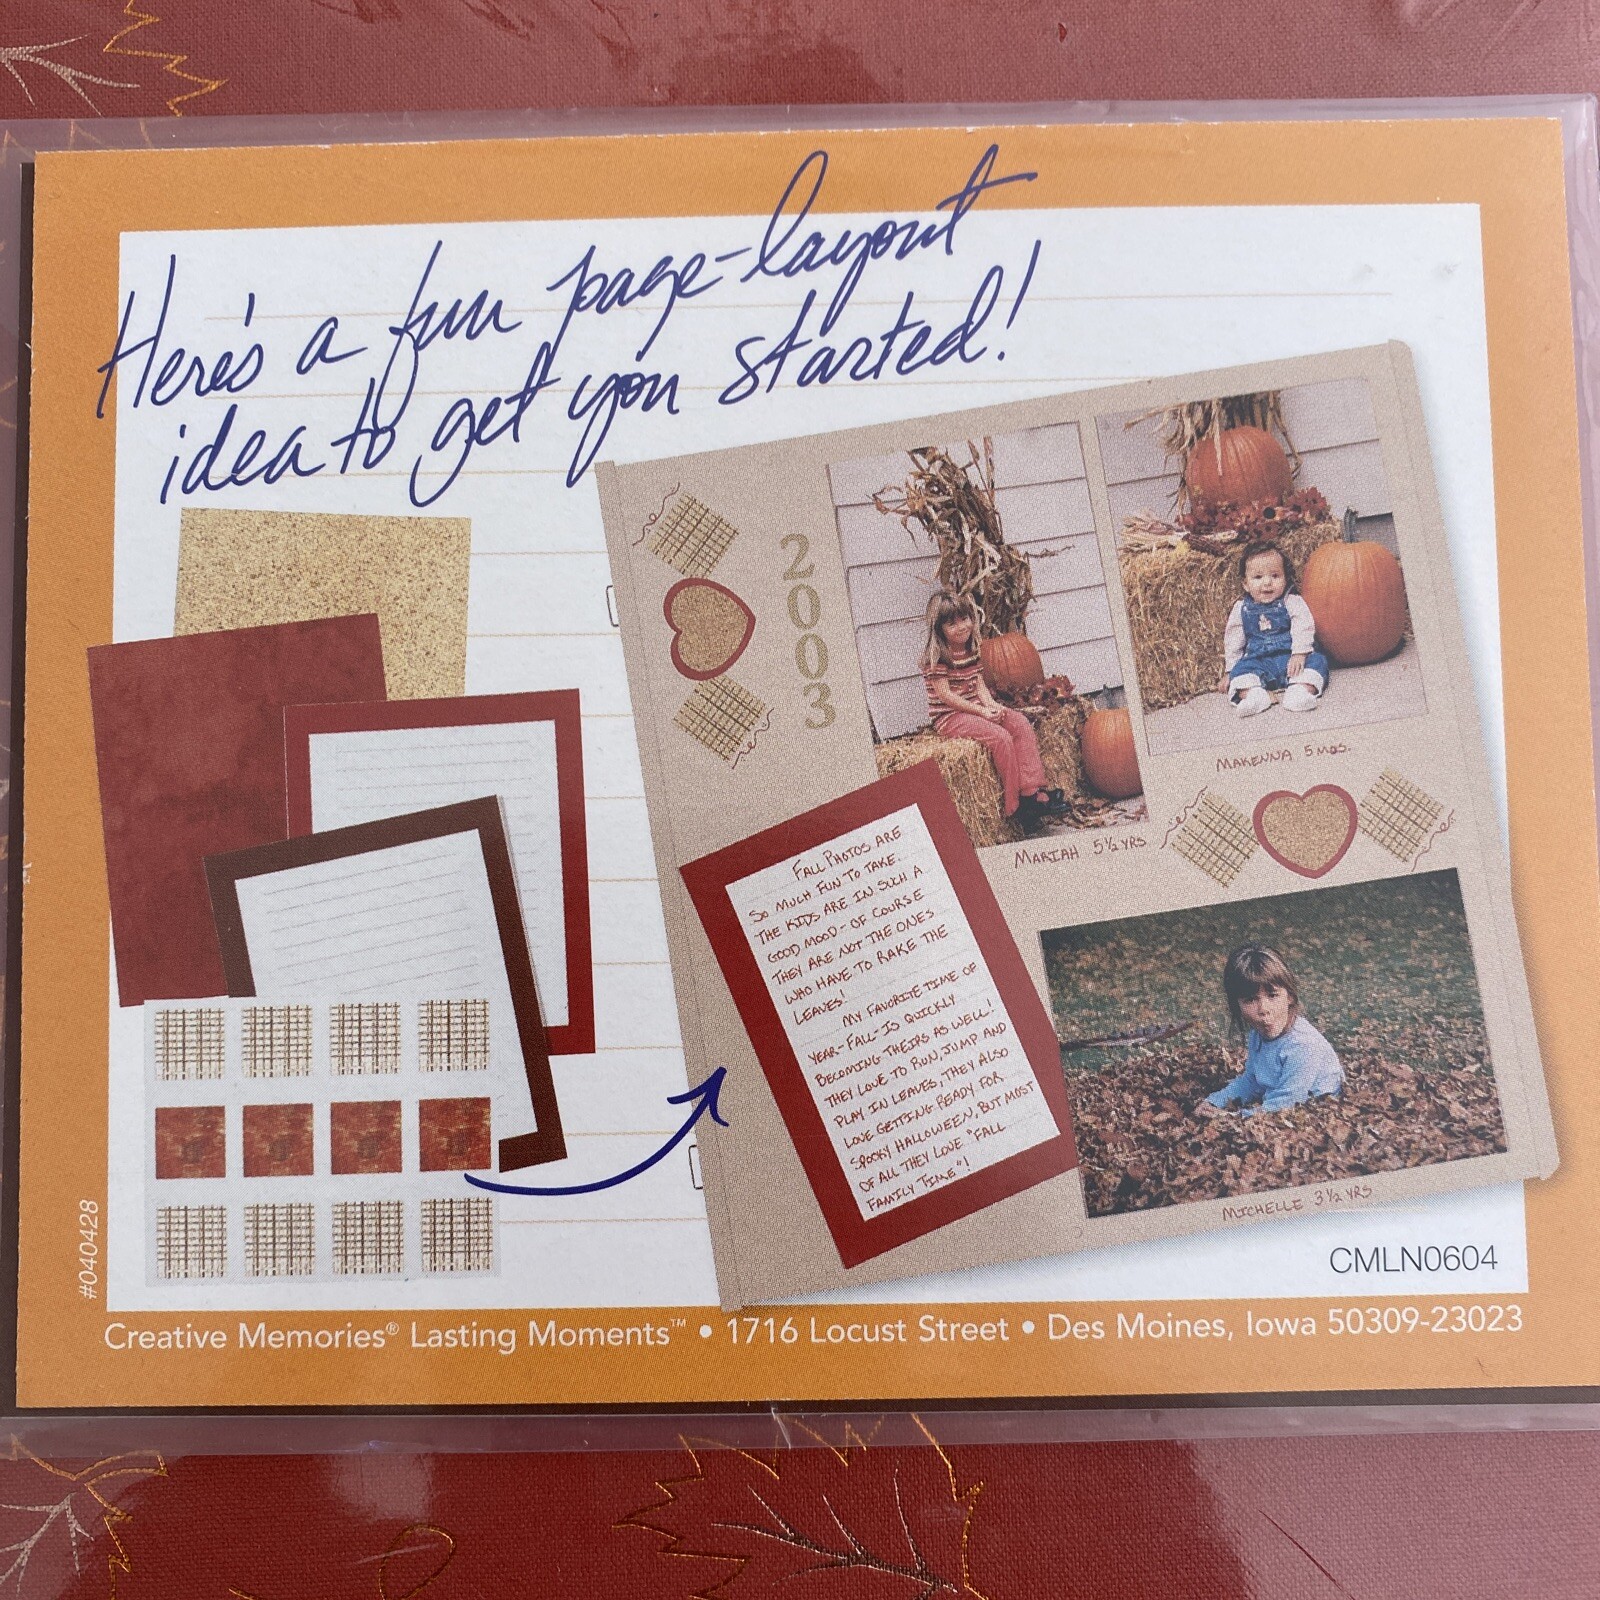 Here's a fun page-layout
idea to get you started!
2003
MAKENNA 5 MOS.
MARIAH 5½ YRS
FALL PHOTOS ARE
SO MUCH FUN TO TAKE.
THE KIDS ARE IN SUCH A
GOOD MOOD - OF COURSE
THEY ARE NOT THE ONES
WHO HAVE TO RAKE THE
LEAVES!
MY FAVORITE TIME OF
YEAR - FALL - IS QUICKLY
BECOMING THEIRS AS WELL!
THEY LOVE TO RUN, JUMP AND
PLAY IN LEAVES, THEY ALSO
LOVE GETTING READY FOR
SPOOKY HALLOWEEN, BUT MOST
OF ALL THEY LOVE "FALL
FAMILY TIME"!
MICHELLE 3½ YRS
CMLN0604
#040428
Creative Memories® Lasting Moments™ • 1716 Locust Street • Des Moines, Iowa 50309-23023